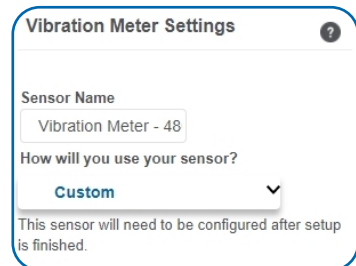 Vibration Meter Settings
?
Sensor Name
Vibration Meter - 48
How will you use your sensor?
Custom
This sensor will need to be configured after setup
is finished.